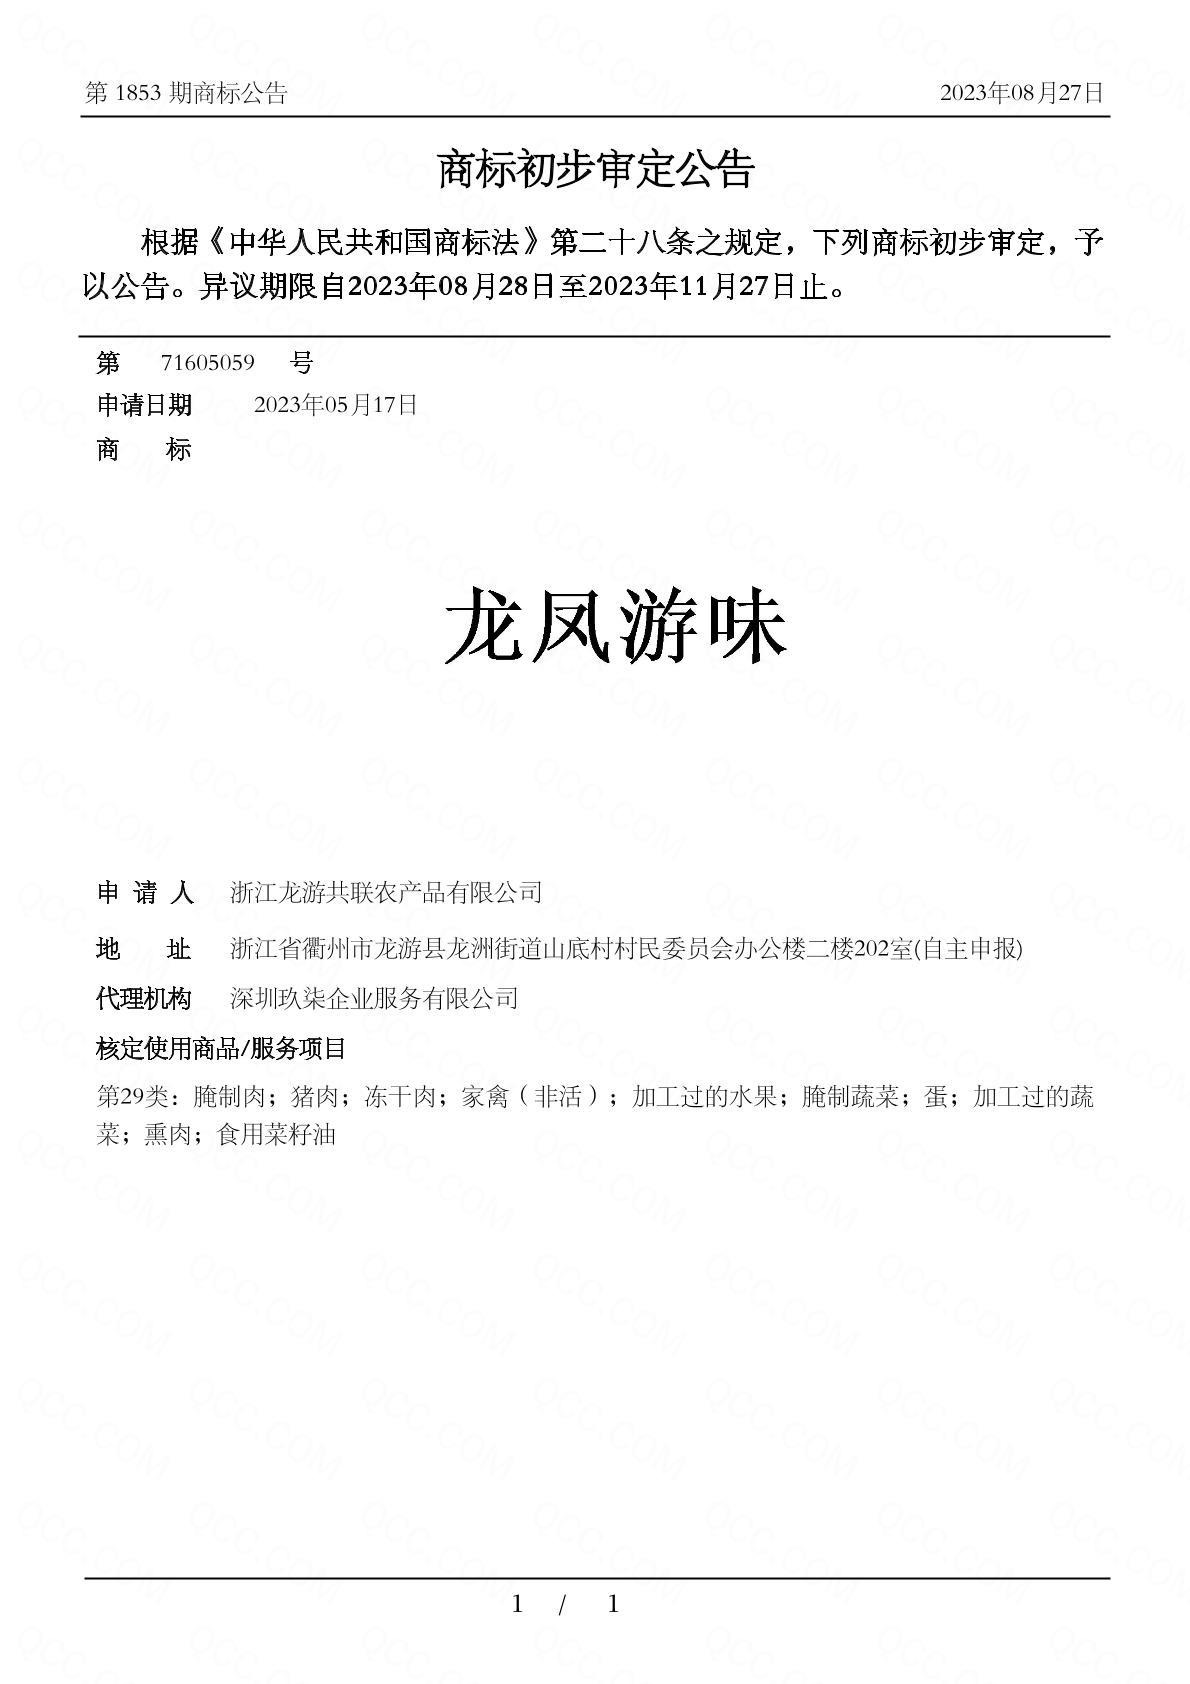 第 1853 期商标公告 2023年08月27日
商标初步审定公告
根据《中华人民共和国商标法》第二十八条之规定，下列商标初步审定，予
以公告。异议期限自2023年08月28日至2023年11月27日止。
第 71605059 号
申请日期 2023年05月17日
商 标
龙凤游味
申 请 人 浙江龙游共联农产品有限公司
地 址 浙江省衢州市龙游县龙洲街道山底村村民委员会办公楼二楼202室(自主申报)
代理机构 深圳玖柒企业服务有限公司
核定使用商品/服务项目
第29类：腌制肉；猪肉；冻干肉；家禽（非活）；加工过的水果；腌制蔬菜；蛋；加工过的蔬
菜；熏肉；食用菜籽油
1 / 1
QCC.COM